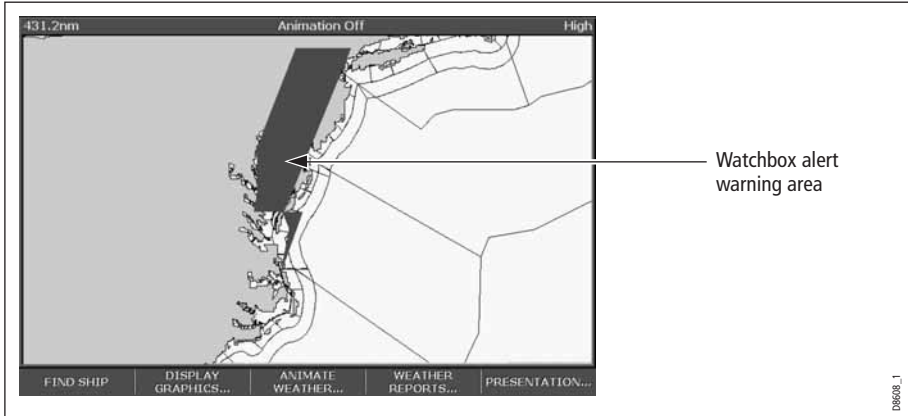 431.2nm Animation Off High
Watchbox alert
warning area
FIND SHIP
DISPLAY
GRAPHICS...
ANIMATE
WEATHER...
WEATHER
REPORTS...
PRESENTATION...
D8608_1